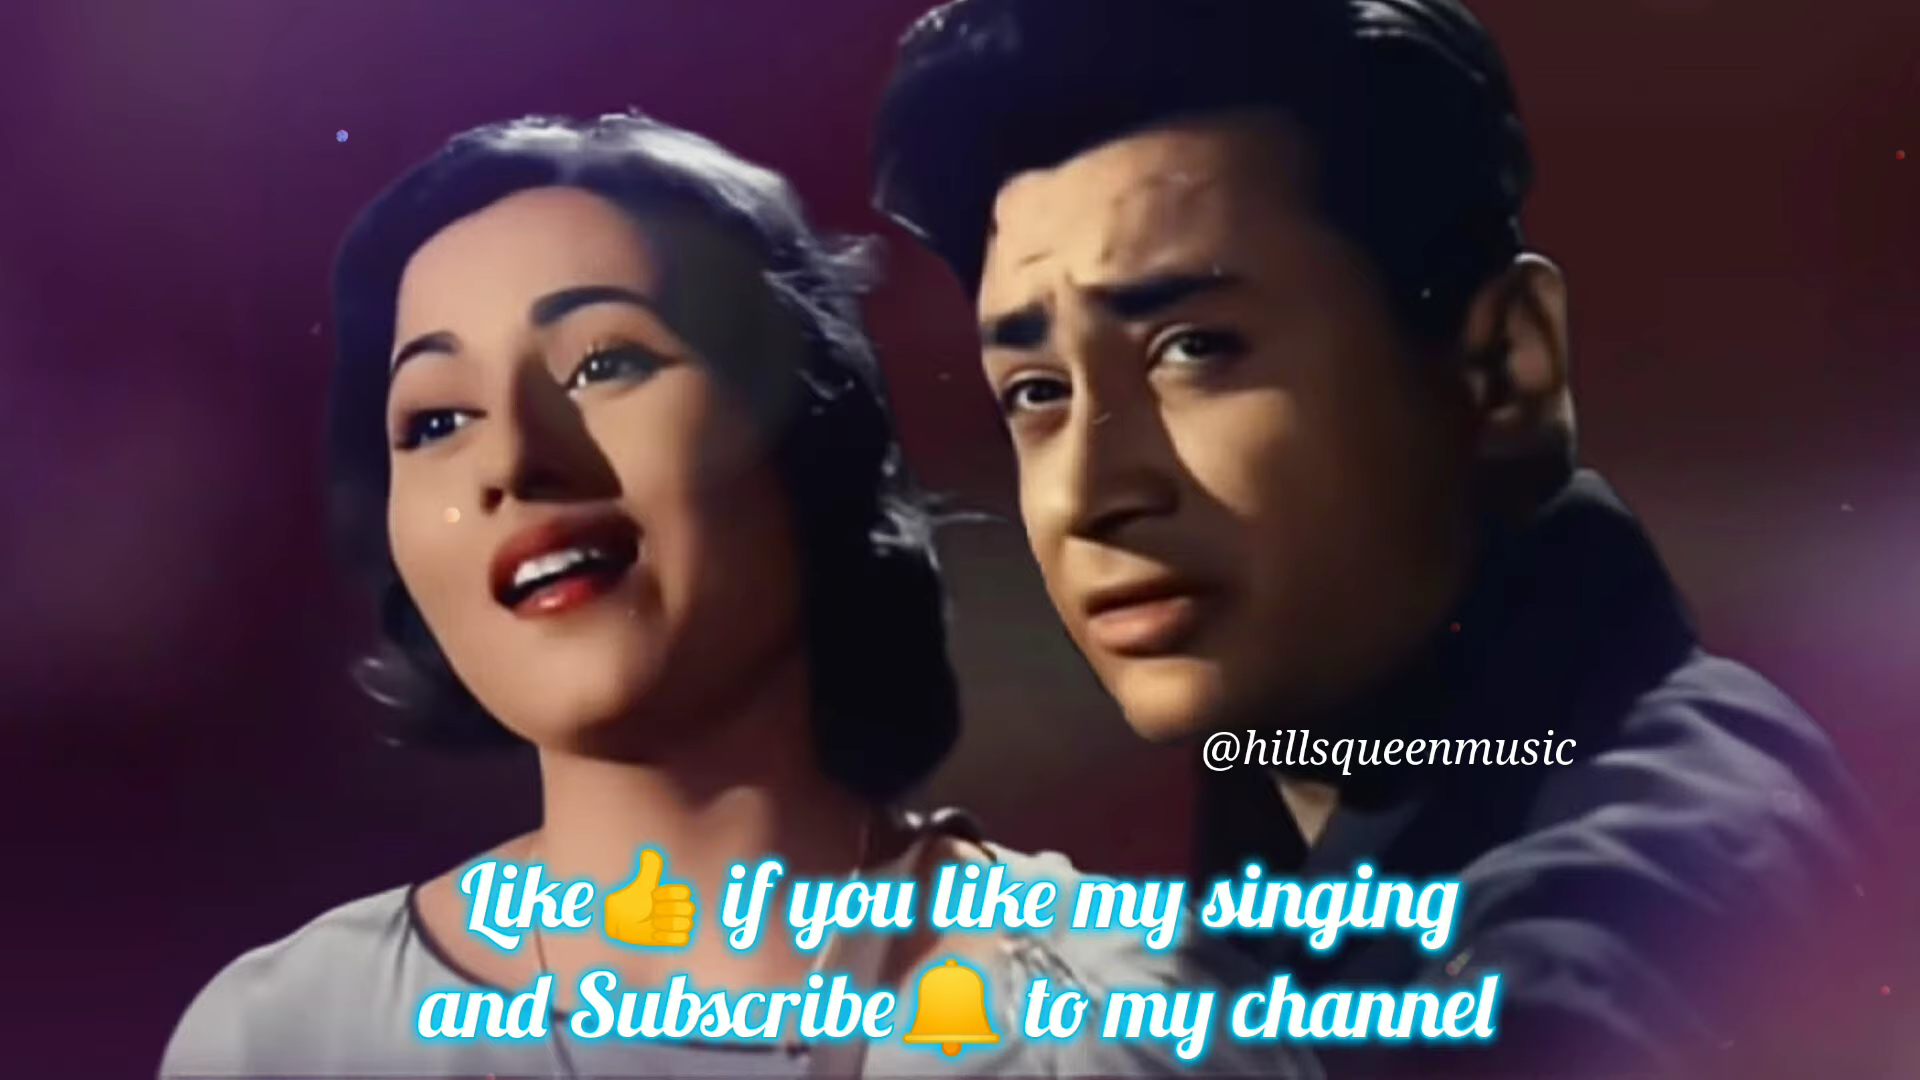 @hillsqueenmusic
Like👍 if you like my singing
and Subscribe🔔 to my channel